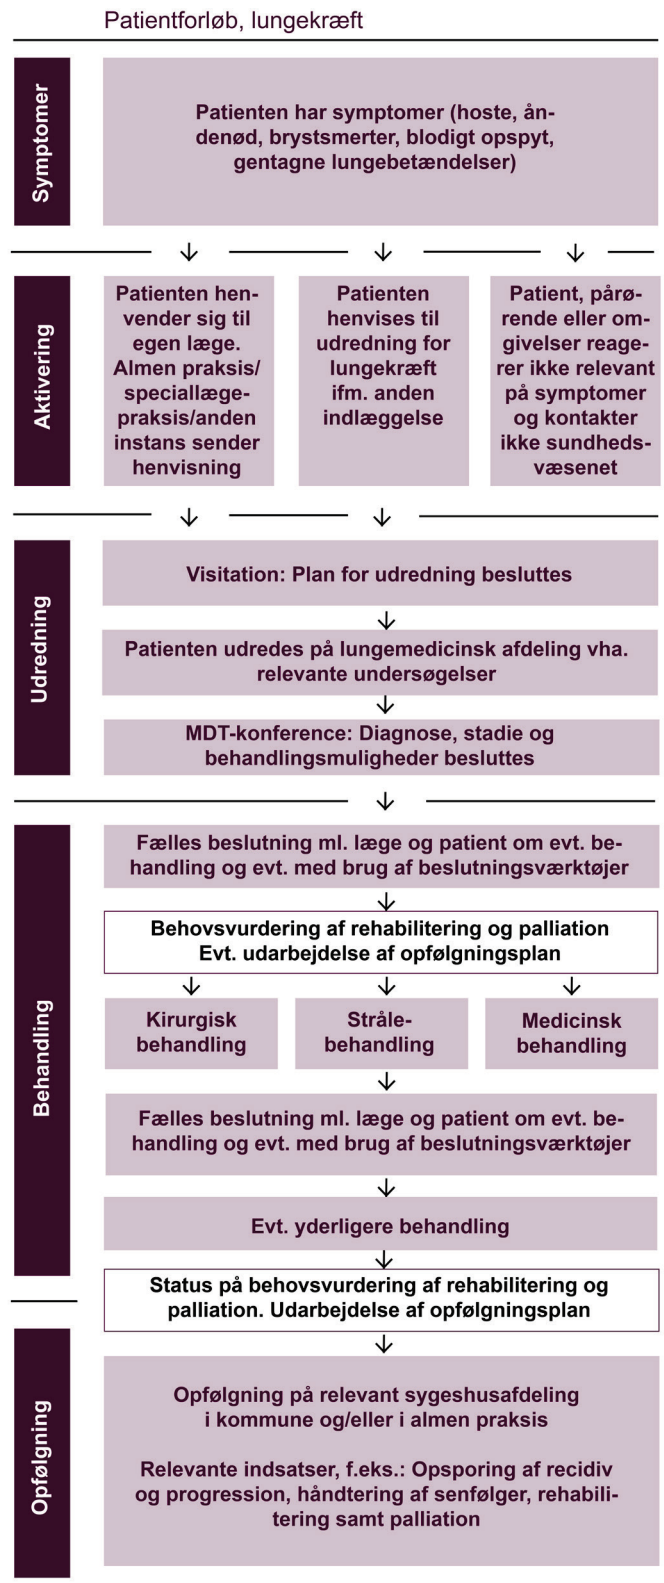 Patientforløb, lungekræft
Symptomer
Patienten har symptomer (hoste, ån-
denød, brystsmerter, blodigt opspyt,
gentagne lungebetændelser)
Aktivering
Patienten hen-
vender sig til
egen læge.
Almen praksis/
speciallæge-
praksis/anden
instans sender
henvisning
Patienten
henvises til
udredning for
lungekræft
ifm. anden
indlæggelse
Patient, pårø-
rende eller om-
givelser reage-
rer ikke relevant
på symptomer
og kontakter
ikke sundheds-
væsenet
Udredning
Visitation: Plan for udredning besluttes
Patienten udredes på lungemedicinsk afdeling vha.
relevante undersøgelser
MDT-konference: Diagnose, stadie og
behandlingsmuligheder besluttes
Behandling
Fælles beslutning ml. læge og patient om evt. be-
handling og evt. med brug af beslutningsværktøjer
Behovsvurdering af rehabilitering og palliation
Evt. udarbejdelse af opfølgningsplan
Kirurgisk
behandling
Stråle-
behandling
Medicinsk
behandling
Fælles beslutning ml. læge og patient om evt. be-
handling og evt. med brug af beslutningsværktøjer
Evt. yderligere behandling
Status på behovsvurdering af rehabilitering og
palliation. Udarbejdelse af opfølgningsplan
Opfølgning
Opfølgning på relevant sygeshusafdeling
i kommune og/eller i almen praksis
Relevante indsatser, f.eks.: Opsporing af recidiv
og progression, håndtering af senfølger, rehabili-
tering samt palliation